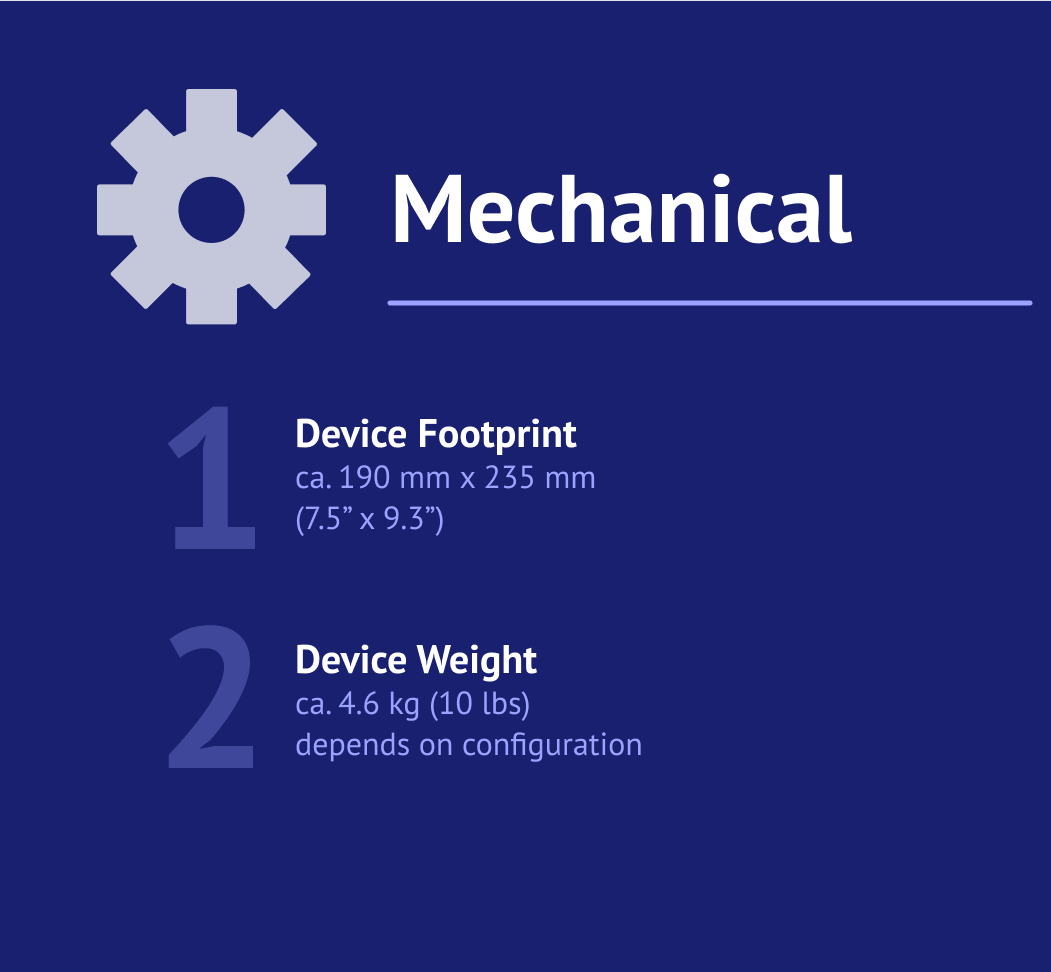 Mechanical
1
Device Footprint
ca. 190 mm x 235 mm
(7.5” x 9.3”)
2
Device Weight
ca. 4.6 kg (10 lbs)
depends on configuration